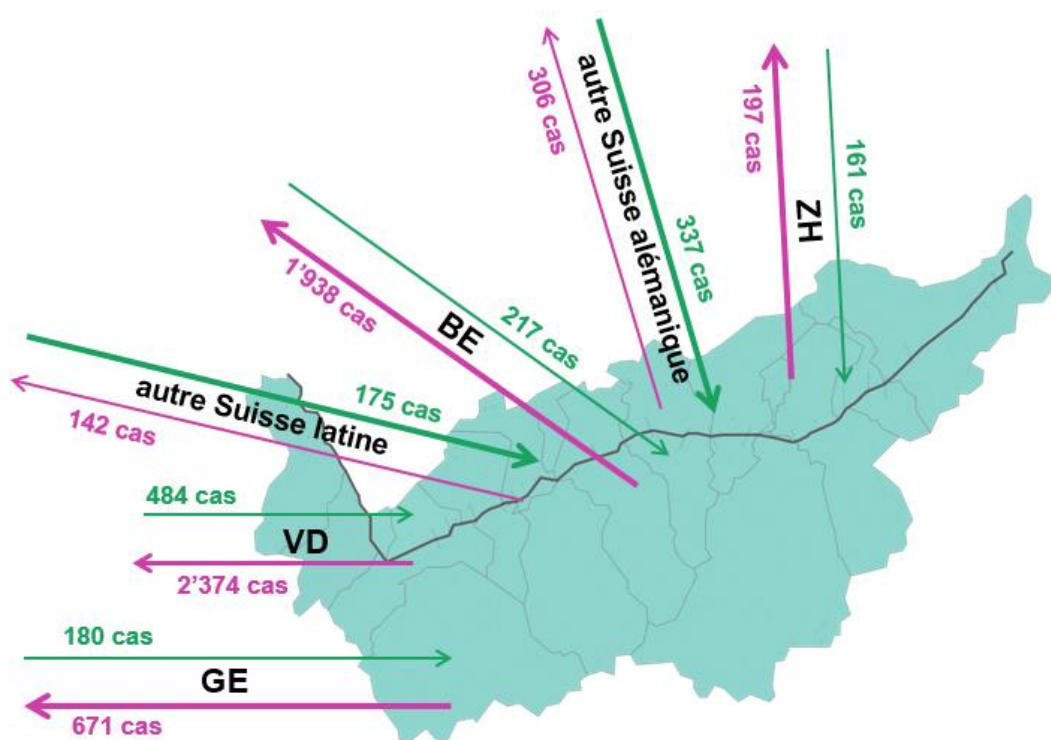 306 cas
autre Suisse alémanique
337 cas
197 cas
ZH
161 cas
1’938 cas
BE
217 cas
autre Suisse latine
175 cas
142 cas
484 cas
VD
2’374 cas
180 cas
GE
671 cas